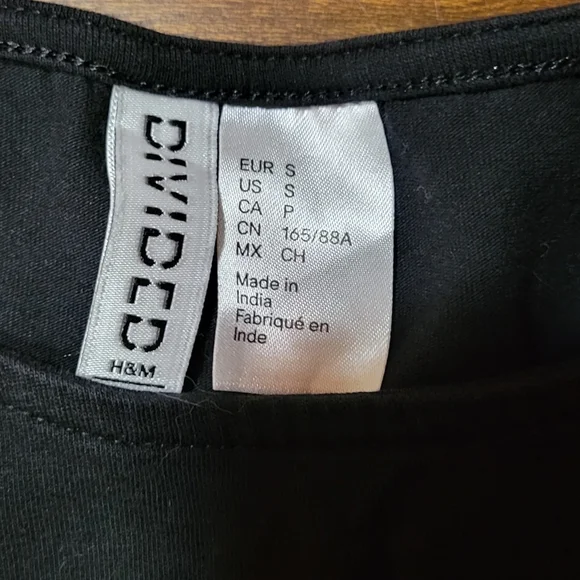 DIVIDED
H&M
EUR S
US S
CA P
CN 165/88A
MX CH
Made in
India
Fabriqué en
Inde